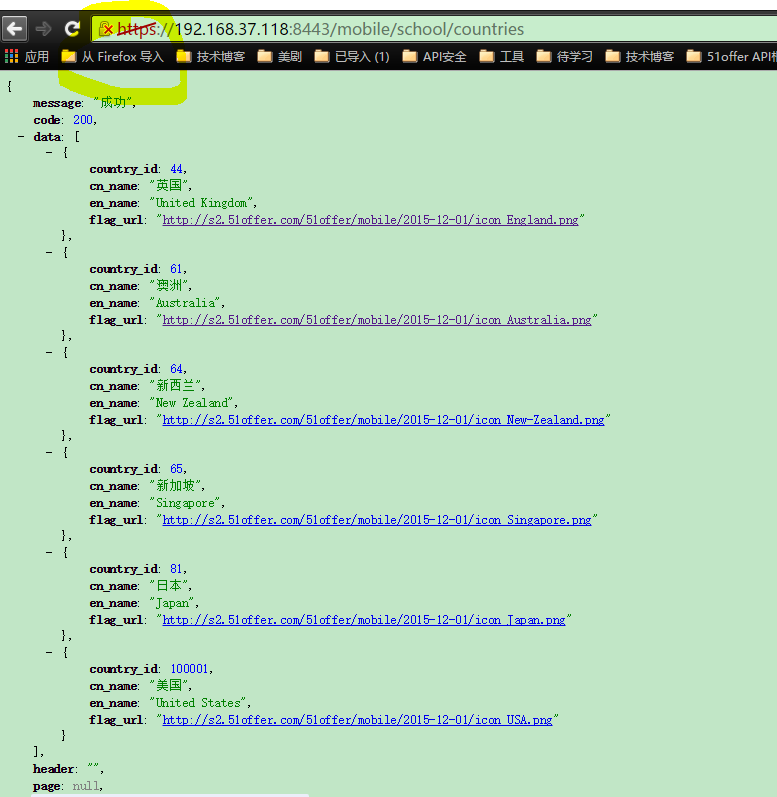 https://192.168.37.118:8443/mobile/school/countries
应用 从 Firefox 导入 技术博客 美剧 已导入 (1) API安全 工具 待学习 技术博客 51offer API
{
message: "成功",
code: 200,
- data: [
- {
country_id: 44,
cn_name: "英国",
en_name: "United Kingdom",
flag_url: "http://s2.51offer.com/51offer/mobile/2015-12-01/icon_England.png"
},
- {
country_id: 61,
cn_name: "澳洲",
en_name: "Australia",
flag_url: "http://s2.51offer.com/51offer/mobile/2015-12-01/icon_Australia.png"
},
- {
country_id: 64,
cn_name: "新西兰",
en_name: "New Zealand",
flag_url: "http://s2.51offer.com/51offer/mobile/2015-12-01/icon_New-Zealand.png"
},
- {
country_id: 65,
cn_name: "新加坡",
en_name: "Singapore",
flag_url: "http://s2.51offer.com/51offer/mobile/2015-12-01/icon_Singapore.png"
},
- {
country_id: 81,
cn_name: "日本",
en_name: "Japan",
flag_url: "http://s2.51offer.com/51offer/mobile/2015-12-01/icon_Japan.png"
},
- {
country_id: 100001,
cn_name: "美国",
en_name: "United States",
flag_url: "http://s2.51offer.com/51offer/mobile/2015-12-01/icon_USA.png"
}
],
header: "",
page: null,